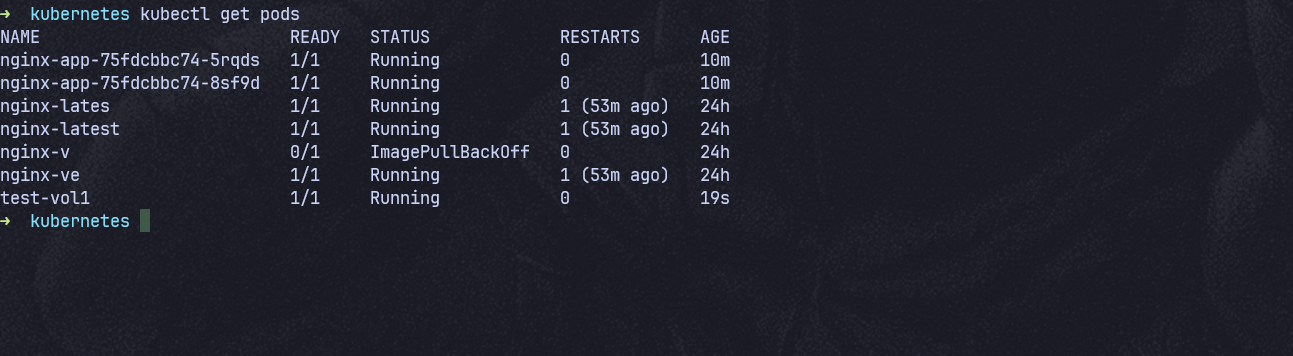 → kubernetes kubectl get pods
NAME READY STATUS RESTARTS AGE
nginx-app-75fdcbbc74-5rqds 1/1 Running 0 10m
nginx-app-75fdcbbc74-8sf9d 1/1 Running 0 10m
nginx-lates 1/1 Running 1 (53m ago) 24h
nginx-latest 1/1 Running 1 (53m ago) 24h
nginx-v 0/1 ImagePullBackOff 0 24h
nginx-ve 1/1 Running 1 (53m ago) 24h
test-vol1 1/1 Running 0 19s
→ kubernetes